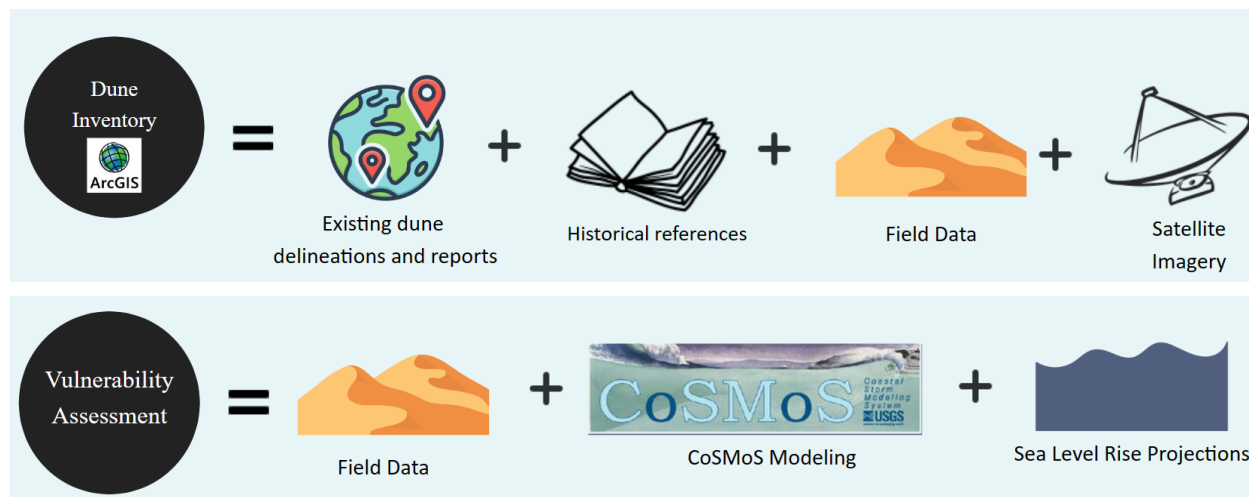 Dune
Inventory
ArcGIS
=
+
+
+
Existing dune
delineations and reports
Historical references
Field Data
Satellite
Imagery
Vulnerability
Assessment
=
+
+
CoSMoS
Coastal
Storm
Modeling
System
USGS
Field Data
CoSMoS Modeling
Sea Level Rise Projections